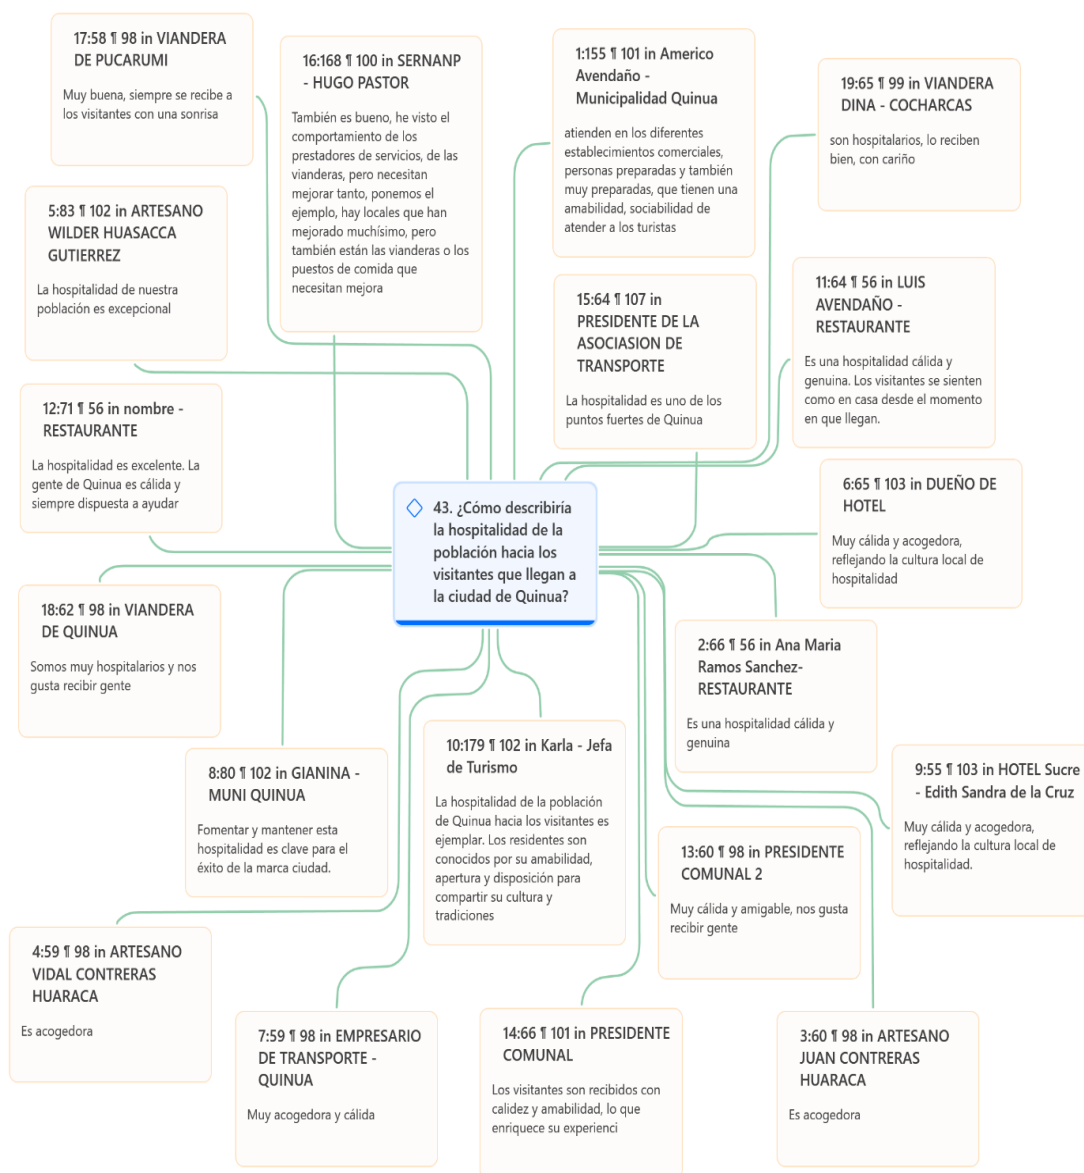 17:58 ¶ 98 in VIANDERA
DE PUCARUMI
Muy buena, siempre se recibe a
los visitantes con una sonrisa
16:168 ¶ 100 in SERNANP
- HUGO PASTOR
También es bueno, he visto el
comportamiento de los
prestadores de servicios, de las
vianderas, pero necesitan
mejorar tanto, ponemos el
ejemplo, hay locales que han
mejorado muchísimo, pero
también están las vianderas o los
puestos de comida que
necesitan mejora
1:155 ¶ 101 in Americo
Avendaño -
Municipalidad Quinua
atienden en los diferentes
establecimientos comerciales,
personas preparadas y también
muy preparadas, que tienen una
amabilidad, sociabilidad de
atender a los turistas
19:65 ¶ 99 in VIANDERA
DINA - COCHARCAS
son hospitalarios, lo reciben
bien, con cariño
5:83 ¶ 102 in ARTESANO
WILDER HUASACCA
GUTIERREZ
La hospitalidad de nuestra
población es excepcional
15:64 ¶ 107 in
PRESIDENTE DE LA
ASOCIASION DE
TRANSPORTE
La hospitalidad es uno de los
puntos fuertes de Quinua
11:64 ¶ 56 in LUIS
AVENDAÑO -
RESTAURANTE
Es una hospitalidad cálida y
genuina. Los visitantes se sienten
como en casa desde el momento
en que llegan.
12:71 ¶ 56 in nombre -
RESTAURANTE
La hospitalidad es excelente. La
gente de Quinua es cálida y
siempre dispuesta a ayudar
43. ¿Cómo describiría
la hospitalidad de la
población hacia los
visitantes que llegan a
la ciudad de Quinua?
6:65 ¶ 103 in DUEÑO DE
HOTEL
Muy cálida y acogedora,
reflejando la cultura local de
hospitalidad
18:62 ¶ 98 in VIANDERA
DE QUINUA
Somos muy hospitalarios y nos
gusta recibir gente
2:66 ¶ 56 in Ana Maria
Ramos Sanchez-
RESTAURANTE
Es una hospitalidad cálida y
genuina
8:80 ¶ 102 in GIANINA -
MUNI QUINUA
Fomentar y mantener esta
hospitalidad es clave para el
éxito de la marca ciudad.
10:179 ¶ 102 in Karla - Jefa
de Turismo
La hospitalidad de la población
de Quinua hacia los visitantes es
ejemplar. Los residentes son
conocidos por su amabilidad,
apertura y disposición para
compartir su cultura y
tradiciones
9:55 ¶ 103 in HOTEL Sucre
- Edith Sandra de la Cruz
Muy cálida y acogedora,
reflejando la cultura local de
hospitalidad.
13:60 ¶ 98 in PRESIDENTE
COMUNAL 2
Muy cálida y amigable, nos gusta
recibir gente
4:59 ¶ 98 in ARTESANO
VIDAL CONTRERAS
HUARACA
Es acogedora
7:59 ¶ 98 in EMPRESARIO
DE TRANSPORTE -
QUINUA
Muy acogedora y cálida
14:66 ¶ 101 in PRESIDENTE
COMUNAL
Los visitantes son recibidos con
calidez y amabilidad, lo que
enriquece su experienci
3:60 ¶ 98 in ARTESANO
JUAN CONTRERAS
HUARACA
Es acogedora